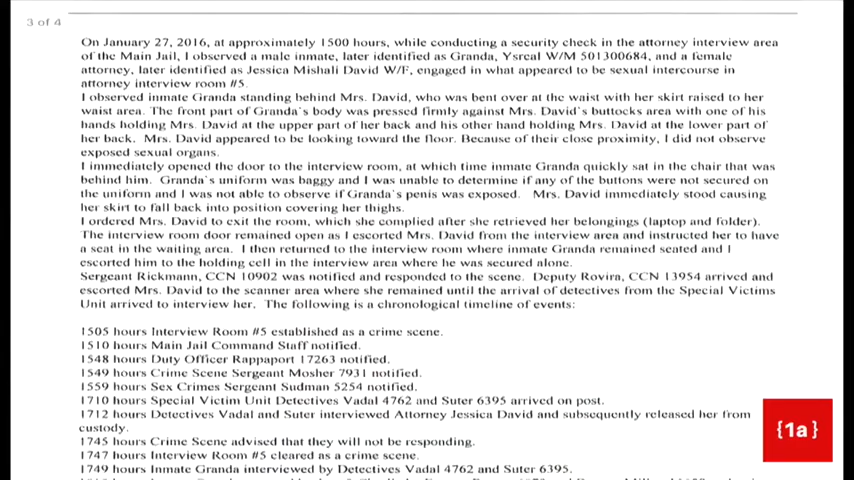 3 of 4
On January 27, 2016, at approximately 1500 hours, while conducting a security check in the attorney interview area
of the Main Jail, I observed a male inmate, later identified as Granda, Ysreal W/M 501300684, and a female
attorney, later identified as Jessica Mishali David W/F, engaged in what appeared to be sexual intercourse in
attorney interview room #5.
I observed inmate Granda standing behind Mrs. David, who was bent over at the waist with her skirt raised to her
waist area. The front part of Granda's body was pressed firmly against Mrs. David's buttocks area with one of his
hands holding Mrs. David at the upper part of her back and his other hand holding Mrs. David at the lower part of
her back. Mrs. David appeared to be looking toward the floor. Because of their close proximity, I did not observe
exposed sexual organs.
I immediately opened the door to the interview room, at which time inmate Granda quickly sat in the chair that was
behind him. Granda's uniform was baggy and I was unable to determine if any of the buttons were not secured on
the uniform and I was not able to observe if Granda's penis was exposed. Mrs. David immediately stood causing
her skirt to fall back into position covering her thighs.
I ordered Mrs. David to exit the room, which she complied after she retrieved her belongings (laptop and folder).
The interview room door remained open as I escorted Mrs. David from the interview area and instructed her to have
a seat in the waiting area. I then returned to the interview room where inmate Granda remained seated and I
escorted him to the holding cell in the interview area where he was secured alone.
Sergeant Rickmann, CCN 10902 was notified and responded to the scene. Deputy Rovira, CCN 13954 arrived and
escorted Mrs. David to the scanner area where she remained until the arrival of detectives from the Special Victims
Unit arrived to interview her. The following is a chronological timeline of events:
1505 hours Interview Room #5 established as a crime scene.
1510 hours Main Jail Command Staff notified.
1548 hours Duty Officer Rappaport 17263 notified.
1549 hours Crime Scene Sergeant Mosher 7931 notified.
1559 hours Sex Crimes Sergeant Sudman 5254 notified.
1710 hours Special Victim Unit Detectives Vadal 4762 and Suter 6395 arrived on post.
1712 hours Detectives Vadal and Suter interviewed Attorney Jessica David and subsequently released her from
custody.
1745 hours Crime Scene advised that they will not be responding.
1747 hours Interview Room #5 cleared as a crime scene.
1749 hours Inmate Granda interviewed by Detectives Vadal 4762 and Suter 6395.
{1a}